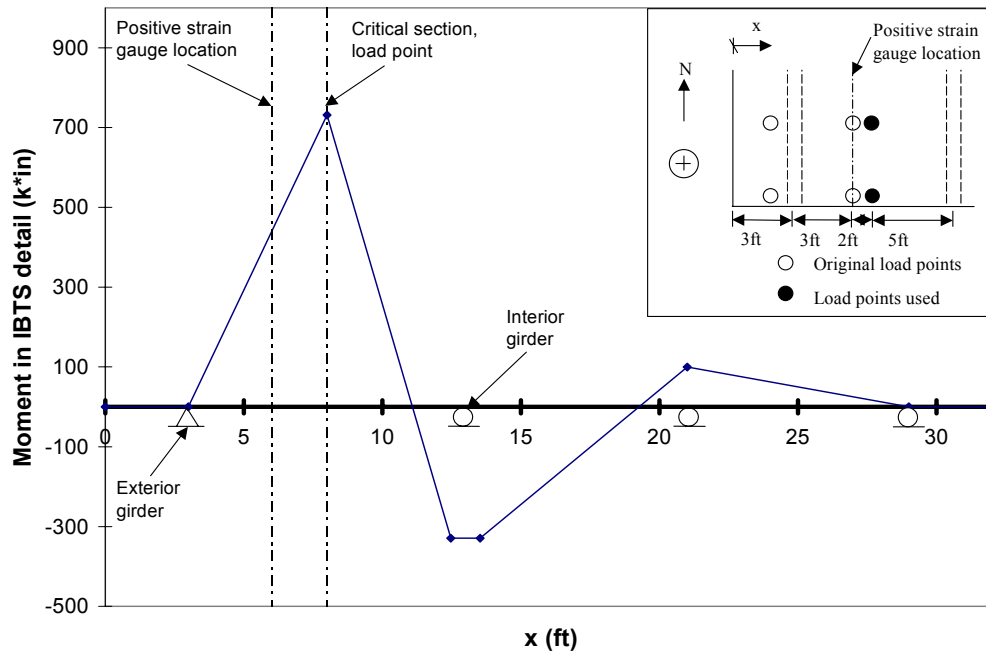 900
700
500
300
100
-100
-300
-500
Moment in IBTS detail (k*in)
Positive strain
gauge location
Critical section,
load point
Interior
girder
Exterior
girder
0
5
10
15
20
25
30
x (ft)
x
Positive strain
gauge location
N
3ft
3ft
2ft
5ft
Original load points
Load points used